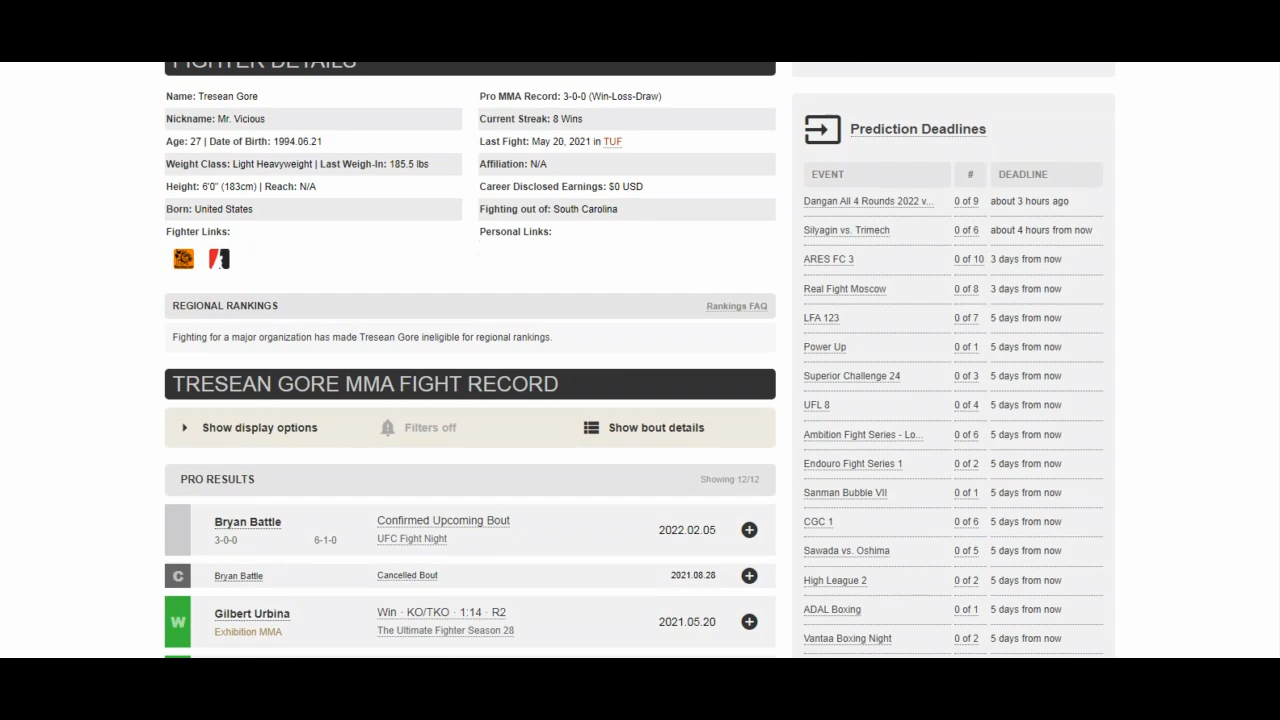 FIGHTER DETAILS
Name: Tresean Gore
Pro MMA Record: 3-0-0 (Win-Loss-Draw)
Nickname: Mr. Vicious
Current Streak: 8 Wins
Age: 27 | Date of Birth: 1994.06.21
Last Fight: May 20, 2021 in TUF
Weight Class: Light Heavyweight | Last Weigh-In: 185.5 lbs
Affiliation: N/A
Height: 6'0" (183cm) | Reach: N/A
Career Disclosed Earnings: $0 USD
Born: United States
Fighting out of: South Carolina
Fighter Links:
Personal Links:
REGIONAL RANKINGS
Rankings FAQ
Fighting for a major organization has made Tresean Gore ineligible for regional rankings.
TRESEAN GORE MMA FIGHT RECORD
Show display options
Filters off
Show bout details
PRO RESULTS
Showing 12/12
Bryan Battle
3-0-0 6-1-0
Confirmed Upcoming Bout
UFC Fight Night
2022.02.05
C
Bryan Battle
Cancelled Bout
2021.08.28
W
Gilbert Urbina
Exhibition MMA
Win · KO/TKO · 1:14 · R2
The Ultimate Fighter Season 28
2021.05.20
Prediction Deadlines
EVENT # DEADLINE
Dangan All 4 Rounds 2022 v... 0 of 9 about 3 hours ago
Silyagin vs. Trimech 0 of 6 about 4 hours from now
ARES FC 3 0 of 10 3 days from now
Real Fight Moscow 0 of 8 3 days from now
LFA 123 0 of 7 5 days from now
Power Up 0 of 1 5 days from now
Superior Challenge 24 0 of 3 5 days from now
UFL 8 0 of 4 5 days from now
Ambition Fight Series - Lo... 0 of 6 5 days from now
Endouro Fight Series 1 0 of 2 5 days from now
Sanman Bubble VII 0 of 1 5 days from now
CGC 1 0 of 6 5 days from now
Sawada vs. Oshima 0 of 5 5 days from now
High League 2 0 of 2 5 days from now
ADAL Boxing 0 of 1 5 days from now
Vantaa Boxing Night 0 of 2 5 days from now